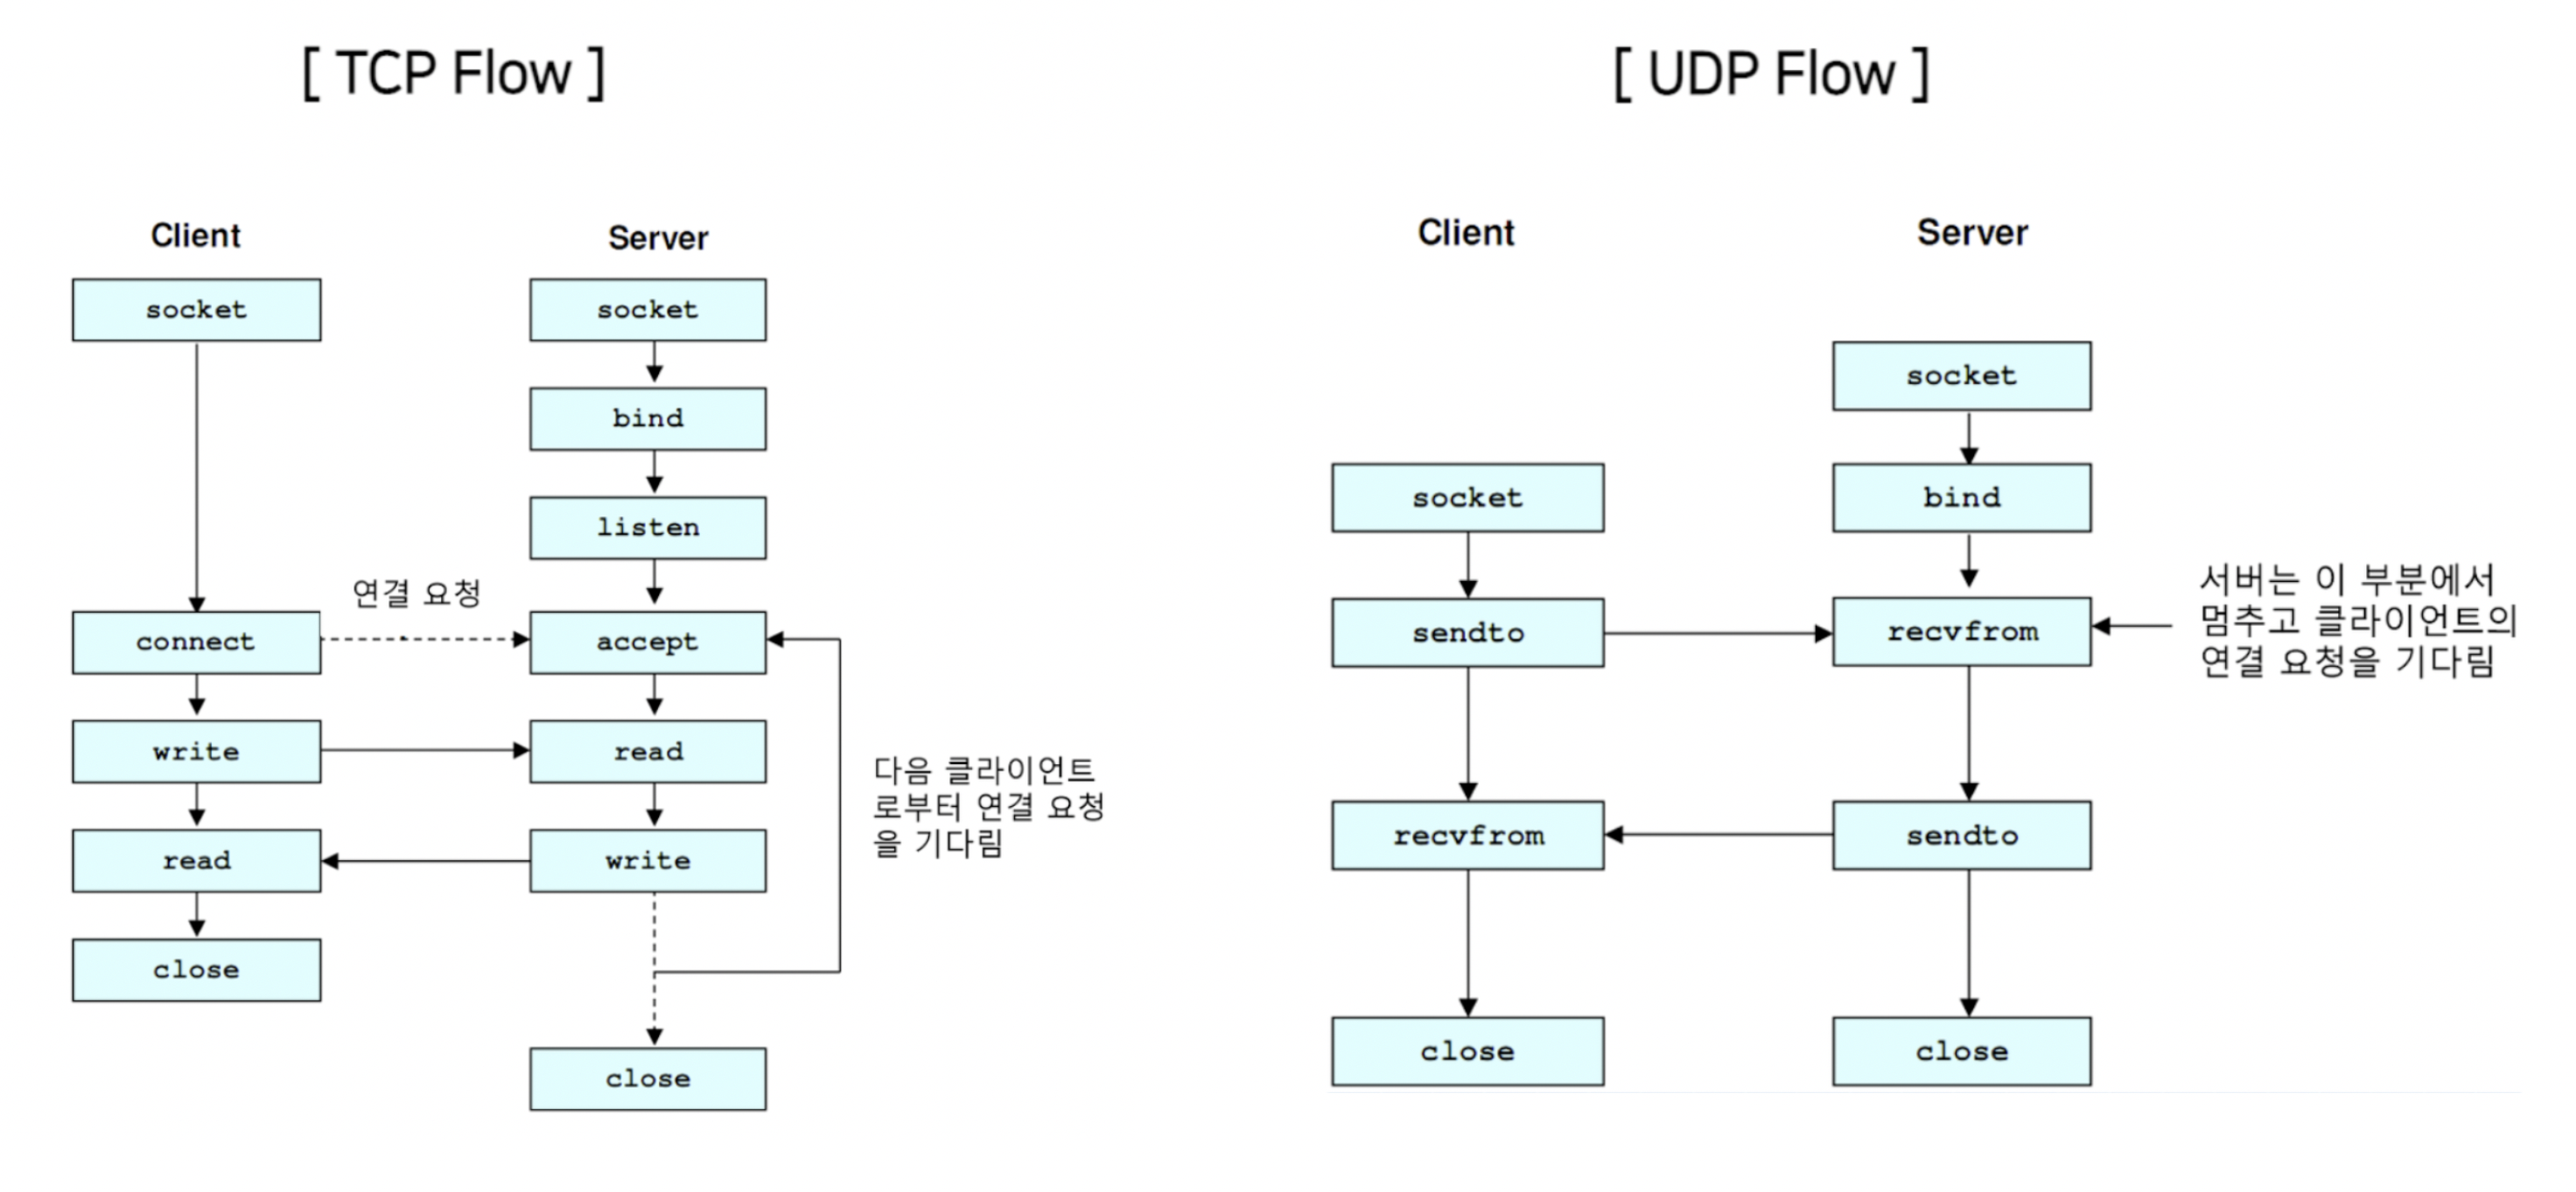 [ TCP Flow ]
Client
Server
socket
socket
bind
listen
연결 요청
connect
accept
write
read
다음 클라이언트
로부터 연결 요청
을 기다림
read
write
close
close
[ UDP Flow ]
Client
Server
socket
socket
bind
서버는 이 부분에서
멈추고 클라이언트의
연결 요청을 기다림
sendto
recvfrom
recvfrom
sendto
close
close